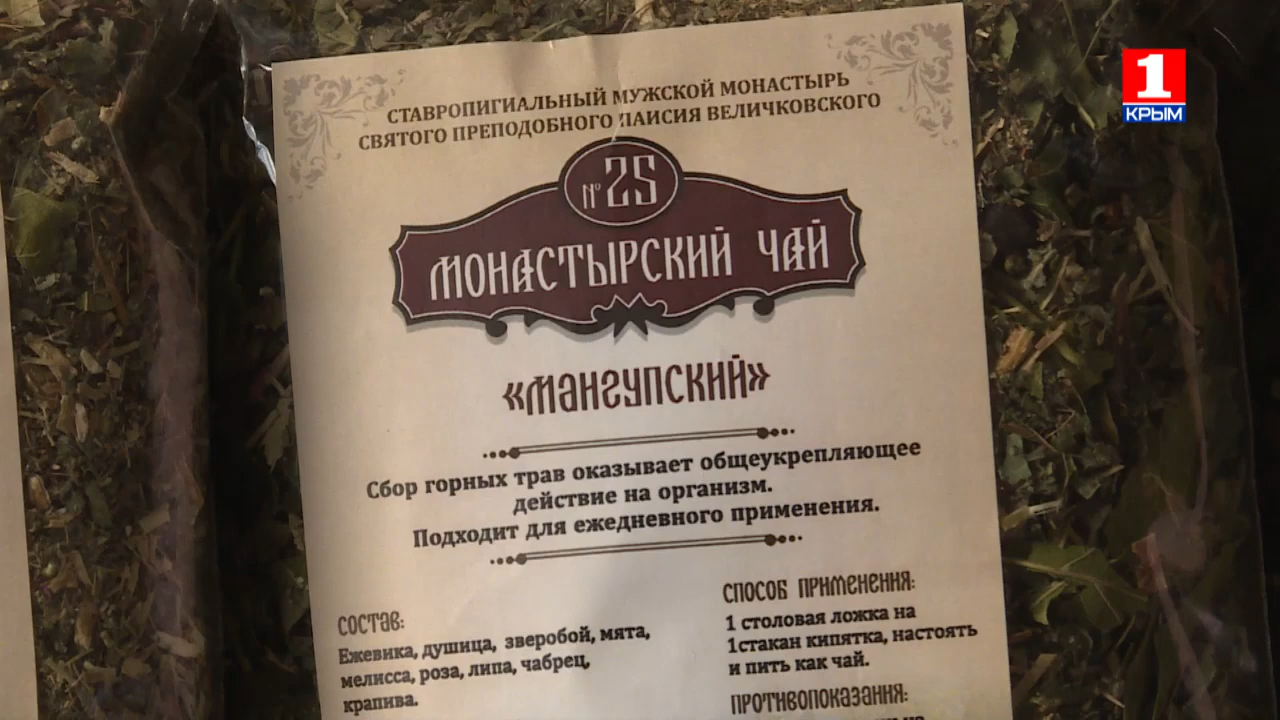 1
КРЫМ
СТАВРОПИГИАЛЬНЫЙ МУЖСКОЙ МОНАСТЫРЬ
СВЯТОГО ПРЕПОДОБНОГО ПАИСИЯ ВЕЛИЧКОВСКОГО
№25
МОНАСТЫРСКИЙ ЧАЙ
«МАНГУПСКИЙ»
Сбор горных трав оказывает общеукрепляющее
действие на организм.
Подходит для ежедневного применения.
СОСТАВ:
Ежевика, душица, зверобой, мята,
мелисса, роза, липа, чабрец,
крапива.
СПОСОБ ПРИМЕНЕНИЯ:
1 столовая ложка на
1стакан кипятка, настоять
и пить как чай.
ПРОТИВОПОКАЗАНИЯ: